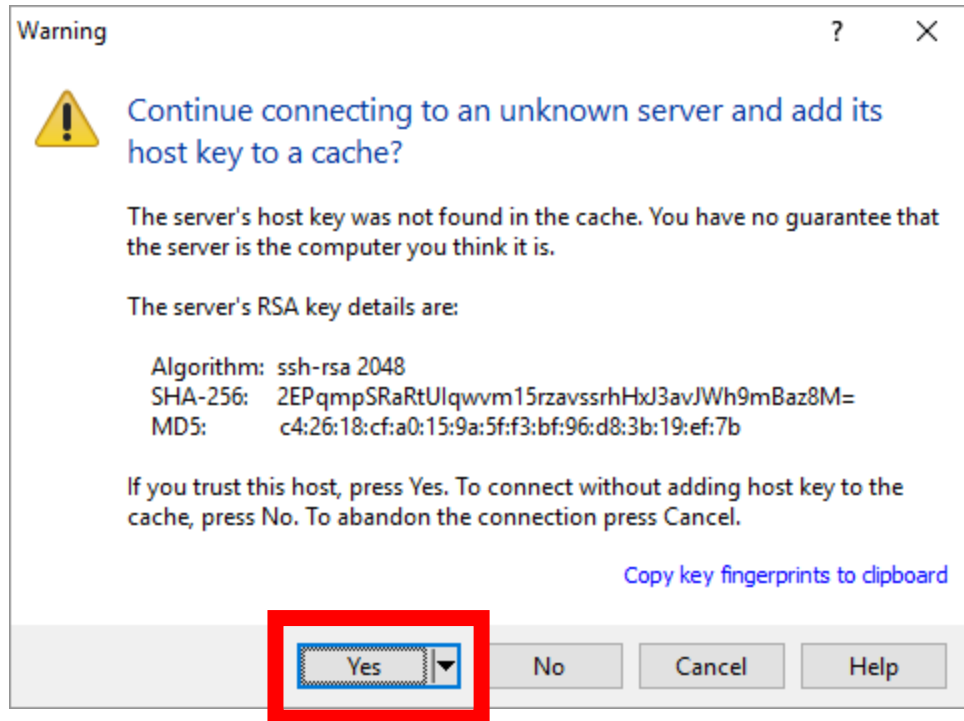 Warning
?
Continue connecting to an unknown server and add its
host key to a cache?
The server's host key was not found in the cache. You have no guarantee that
the server is the computer you think it is.
The server's RSA key details are:
Algorithm: ssh-rsa 2048
SHA-256: 2EPqmpSRaRtUIqwvm15rzavssrhHxJ3avJWh9mBaz8M=
MD5: c4:26:18:cf:a0:15:9a:5f:f3:bf:96:d8:3b:19:ef:7b
If you trust this host, press Yes. To connect without adding host key to the
cache, press No. To abandon the connection press Cancel.
Copy key fingerprints to clipboard
Yes No Cancel Help